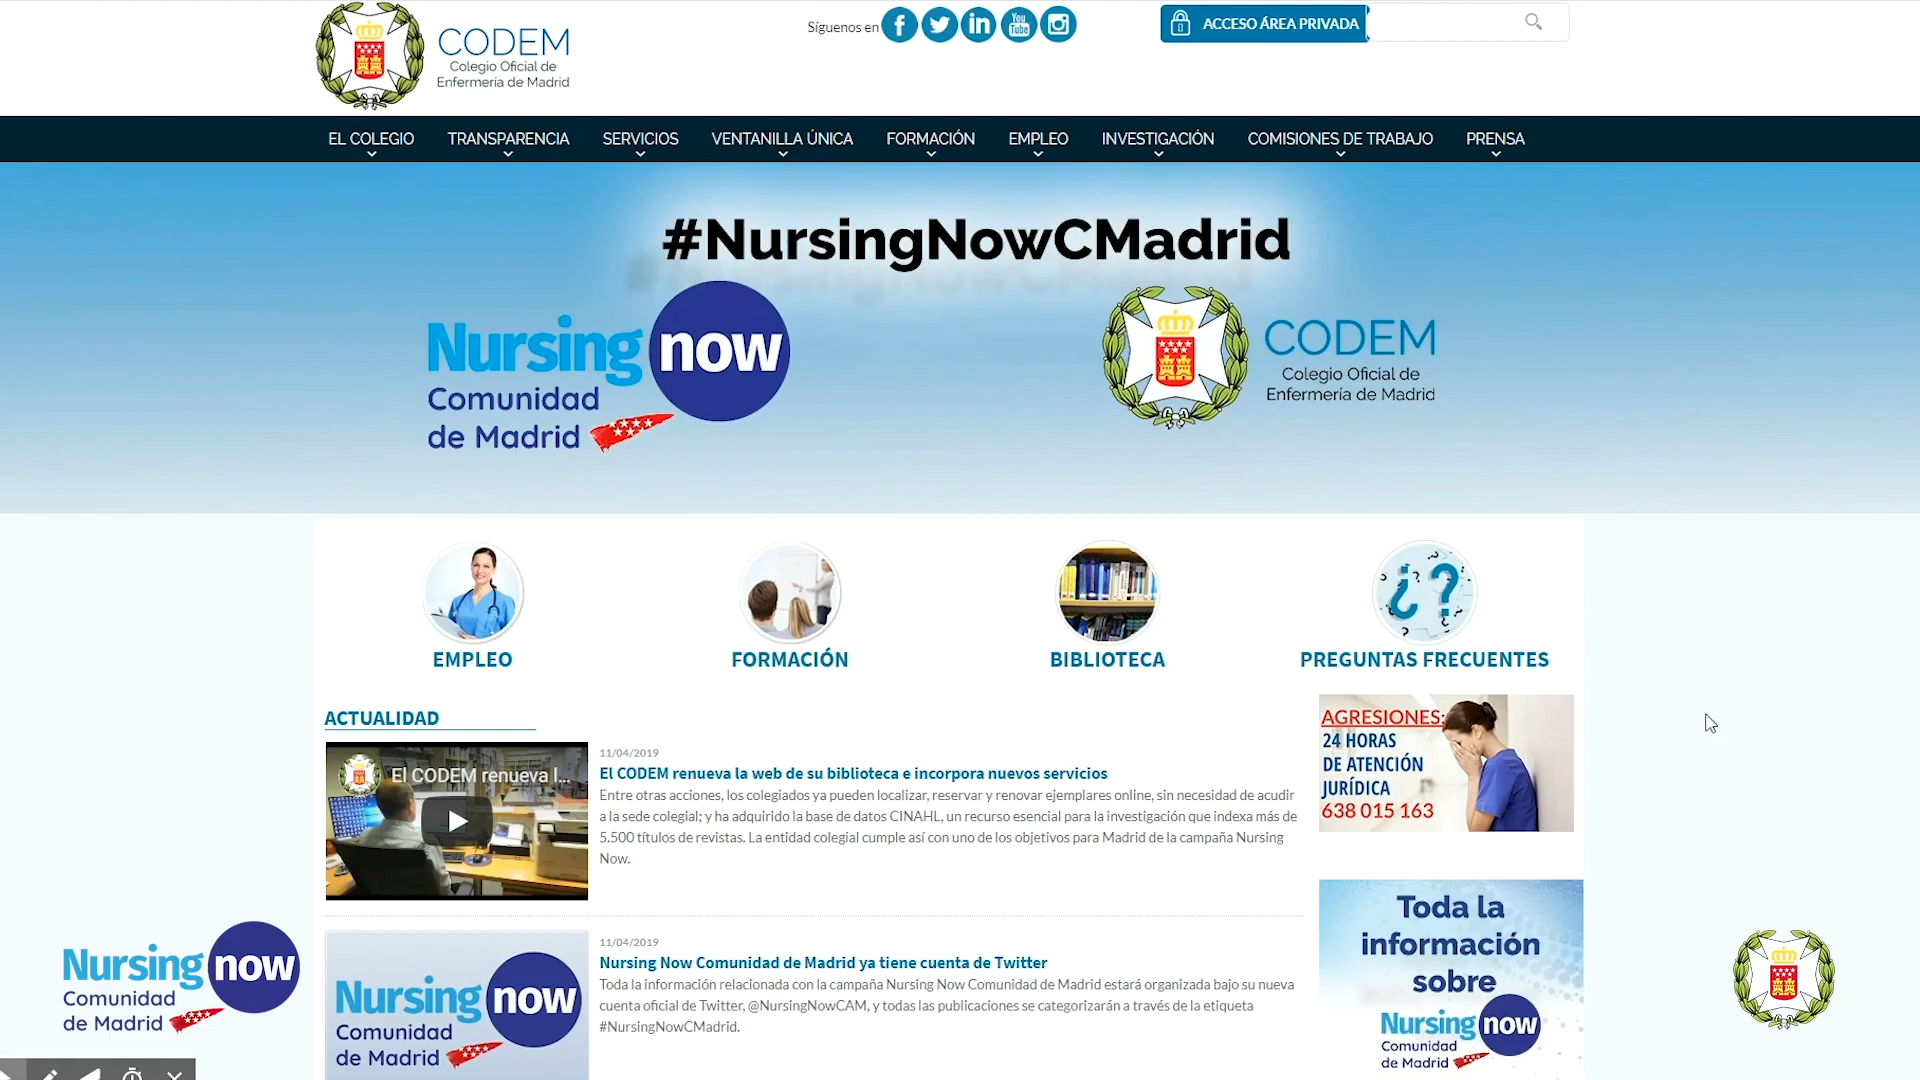 CODEM
Colegio Oficial de
Enfermería de Madrid
Síguenos en
You
Tube
ACCESO ÁREA PRIVADA
EL COLEGIO
TRANSPARENCIA
SERVICIOS
VENTANILLA ÚNICA
FORMACIÓN
EMPLEO
INVESTIGACIÓN
COMISIONES DE TRABAJO
PRENSA
#NursingNowCMadrid
Nursing now
Comunidad
de Madrid
CODEM
Colegio Oficial de
Enfermería de Madrid
EMPLEO
FORMACIÓN
BIBLIOTECA
PREGUNTAS FRECUENTES
ACTUALIDAD
El CODEM renueva l...
11/04/2019
El CODEM renueva la web de su biblioteca e incorpora nuevos servicios
Entre otras acciones, los colegiados ya pueden localizar, reservar y renovar ejemplares online, sin necesidad de acudir
a la sede colegial; y ha adquirido la base de datos CINAHL, un recurso esencial para la investigación que indexa más de
5.500 títulos de revistas. La entidad colegial cumple así con uno de los objetivos para Madrid de la campaña Nursing
Now.
AGRESIONES:
24 HORAS
DE ATENCIÓN
JURÍDICA
638 015 163
Nursing now
Comunidad
de Madrid
11/04/2019
Nursing Now Comunidad de Madrid ya tiene cuenta de Twitter
Toda la información relacionada con la campaña Nursing Now Comunidad de Madrid estará organizada bajo su nueva
cuenta oficial de Twitter, @NursingNowCAM, y todas las publicaciones se categorizarán a través de la etiqueta
#NursingNowCMadrid.
Toda la
información
sobre
Nursing now
Comunidad
de Madrid
Nursing now
Comunidad
de Madrid